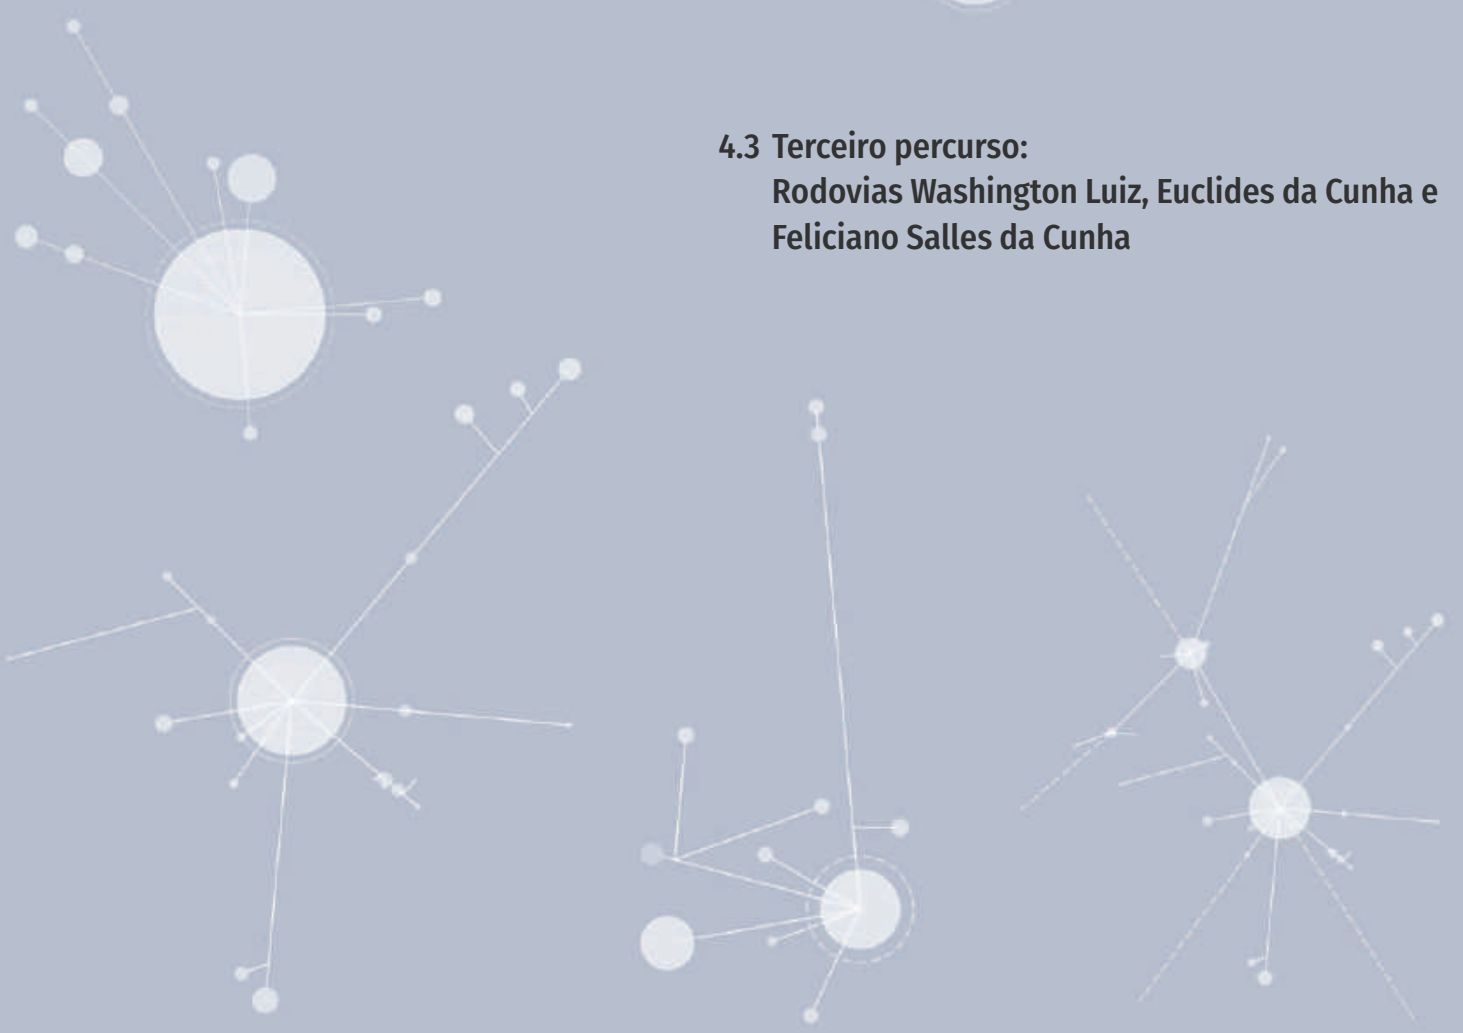 4.3 Terceiro percurso:
Rodovias Washington Luiz, Euclides da Cunha e
Feliciano Salles da Cunha